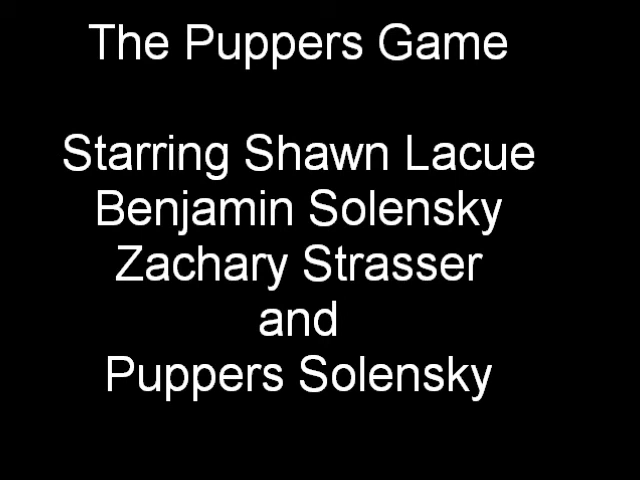 The Puppers Game
Starring Shawn Lacue
Benjamin Solensky
Zachary Strasser
and
Puppers Solensky